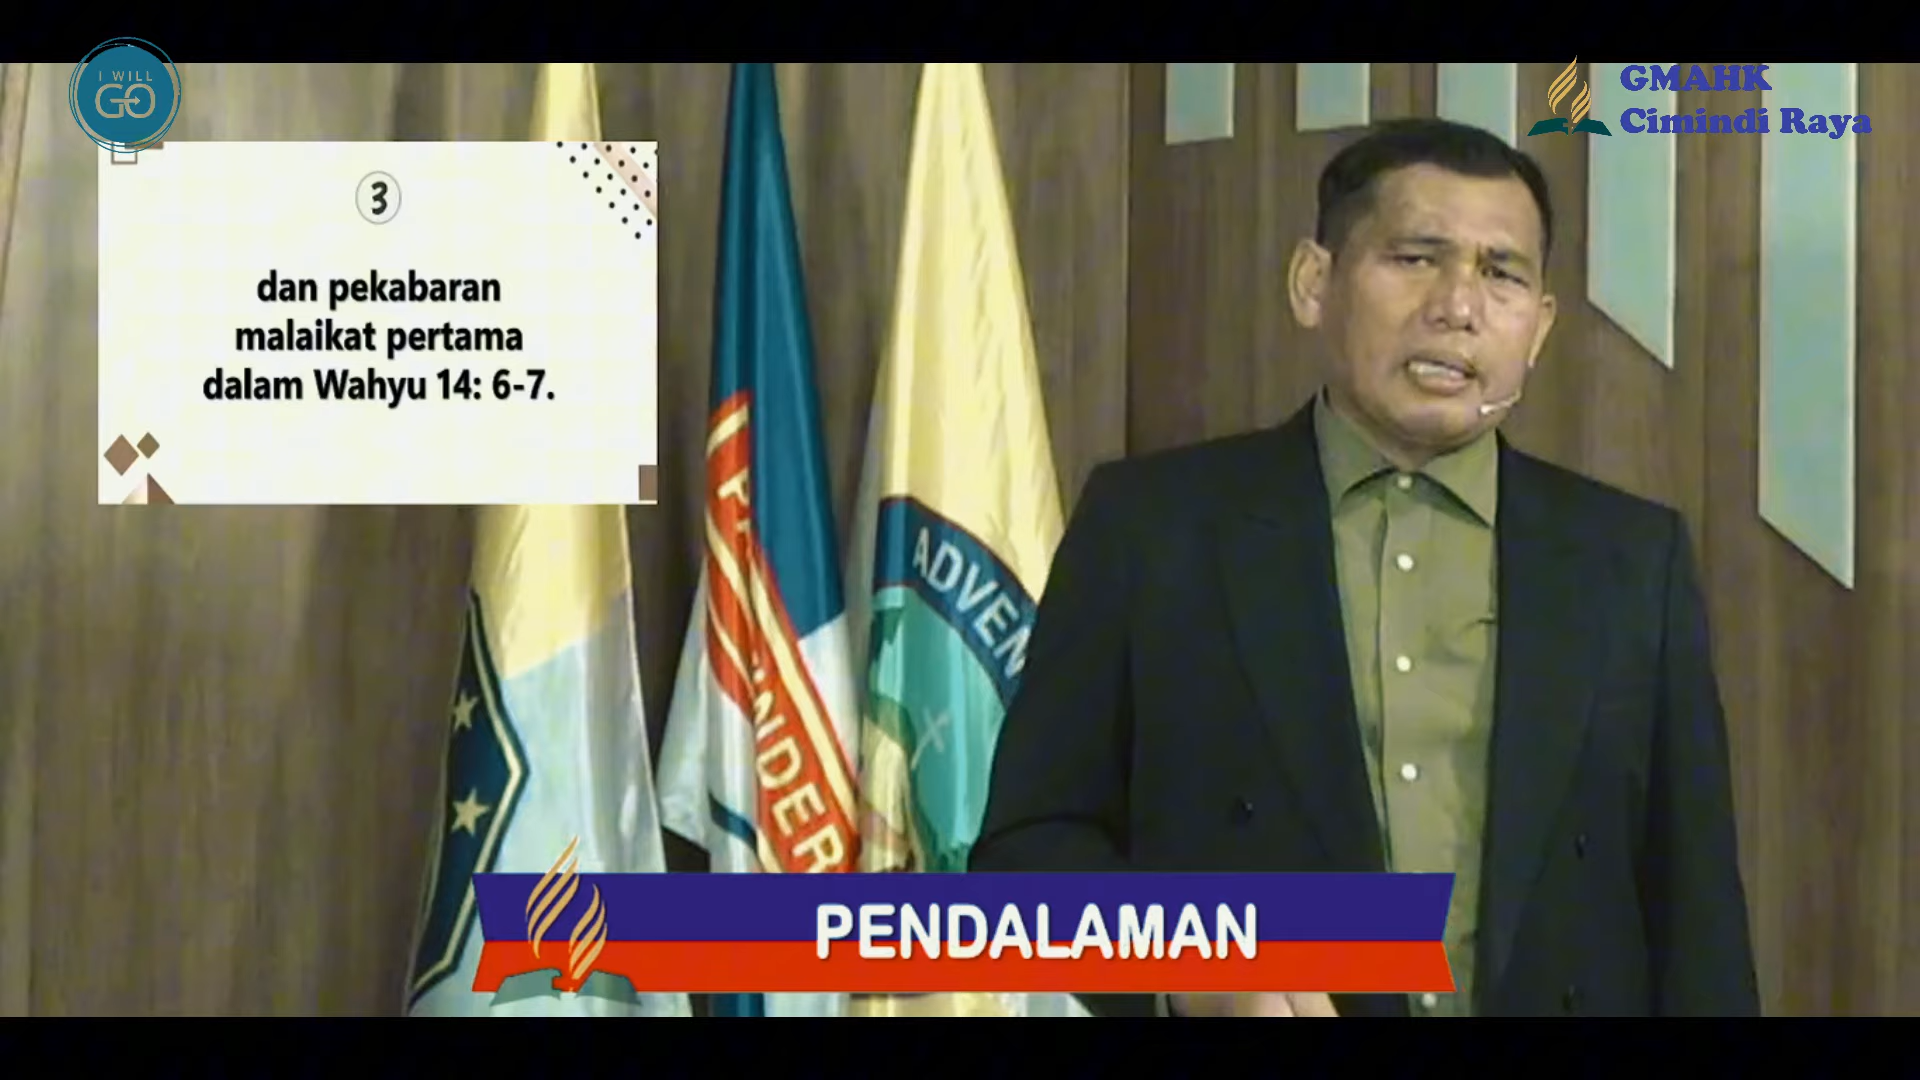 I WILL
GO
GMAHK
Cimindi Raya
3
dan pekabaran
malaikat pertama
dalam Wahyu 14: 6-7.
ADVEN
PENDALAMAN